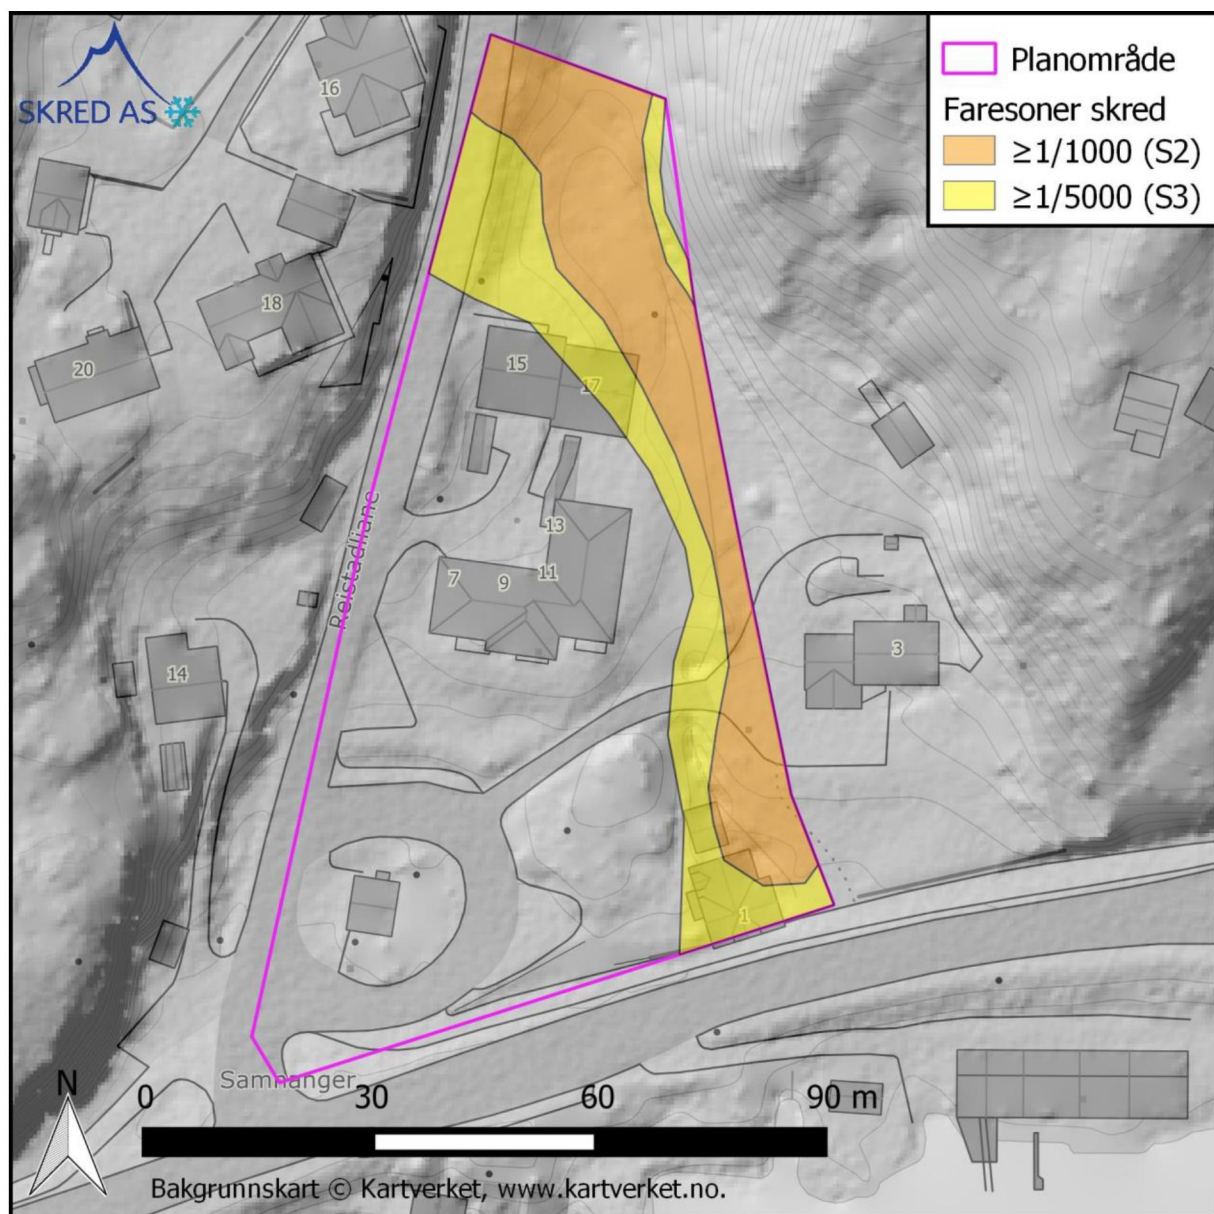 SKRED AS
Planområde
Faresoner skred
≥1/1000 (S2)
≥1/5000 (S3)
16
18
20
15
17
13
7
9
11
14
3
1
Reistadliane
Samnanger
N
0
30
60
90 m
Bakgrunnskart © Kartverket, www.kartverket.no.